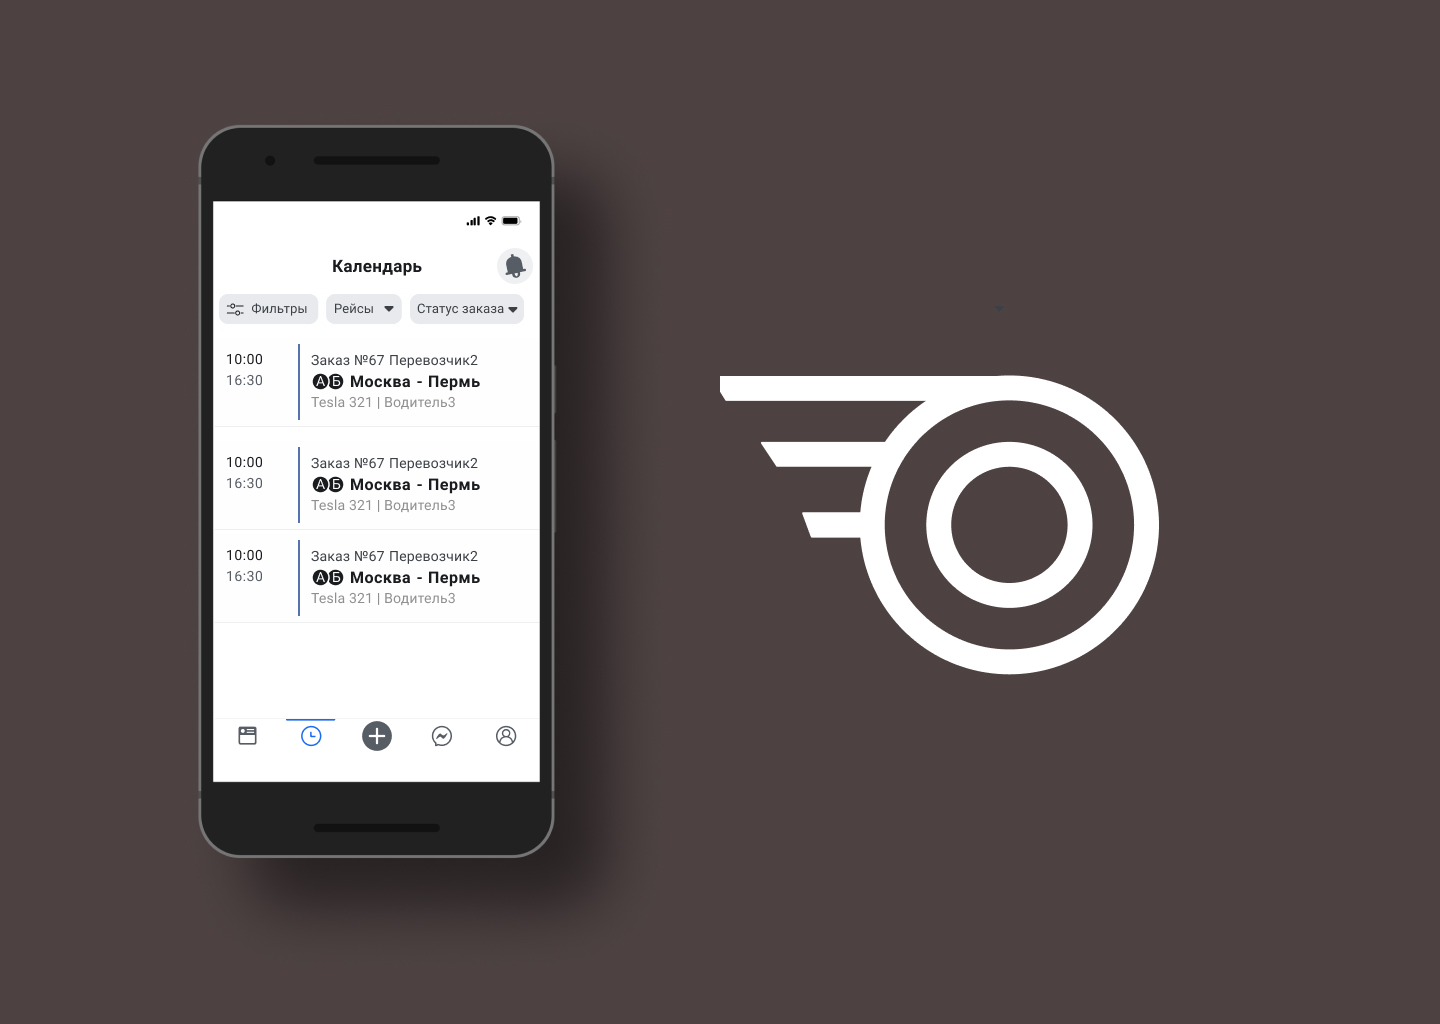 Календарь
Фильтры
Рейсы
Статус заказа
10:00
16:30
Заказ №67 Перевозчик2
АБ Москва - Пермь
Tesla 321 | Водитель3
10:00
16:30
Заказ №67 Перевозчик2
АБ Москва - Пермь
Tesla 321 | Водитель3
10:00
16:30
Заказ №67 Перевозчик2
АБ Москва - Пермь
Tesla 321 | Водитель3